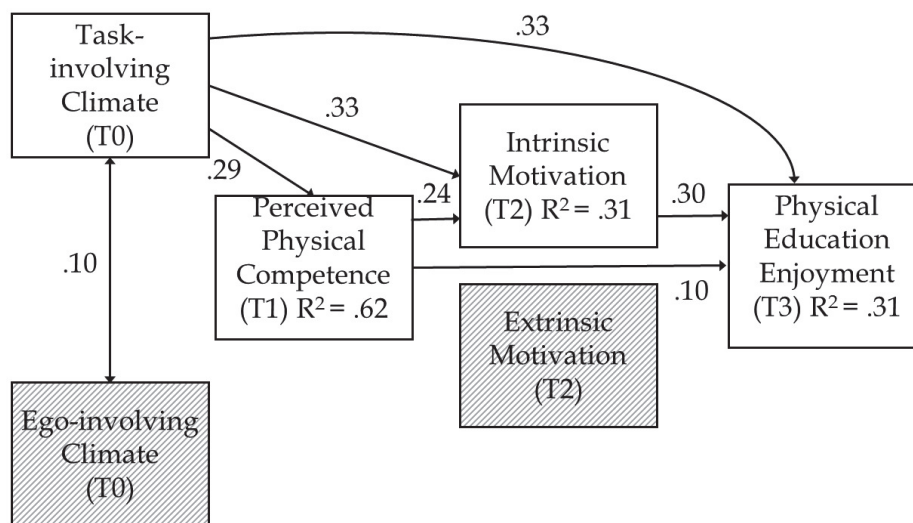 Task-
involving
Climate
(T0)
.33
.33
.29
Intrinsic
Motivation
(T2) R² = .31
.24
.30
Perceived
Physical
Competence
(T1) R² = .62
Physical
Education
Enjoyment
(T3) R² = .31
.10
.10
Extrinsic
Motivation
(T2)
Ego-involving
Climate
(T0)